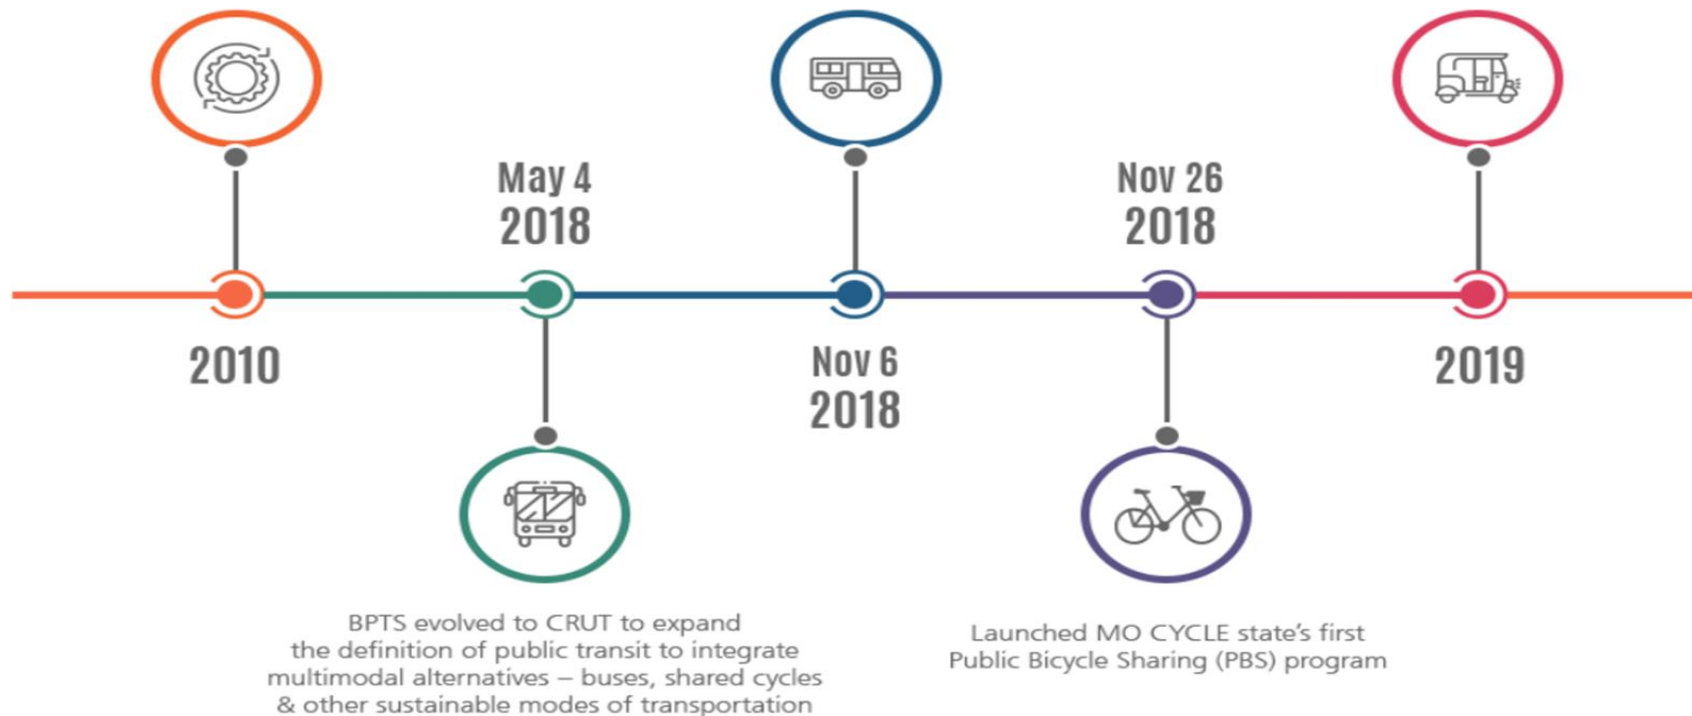 May 4
2018
Nov 26
2018
2010
Nov 6
2018
2019
BPTS evolved to CRUT to expand
the definition of public transit to integrate
multimodal alternatives – buses, shared cycles
& other sustainable modes of transportation
Launched MO CYCLE state’s first
Public Bicycle Sharing (PBS) program